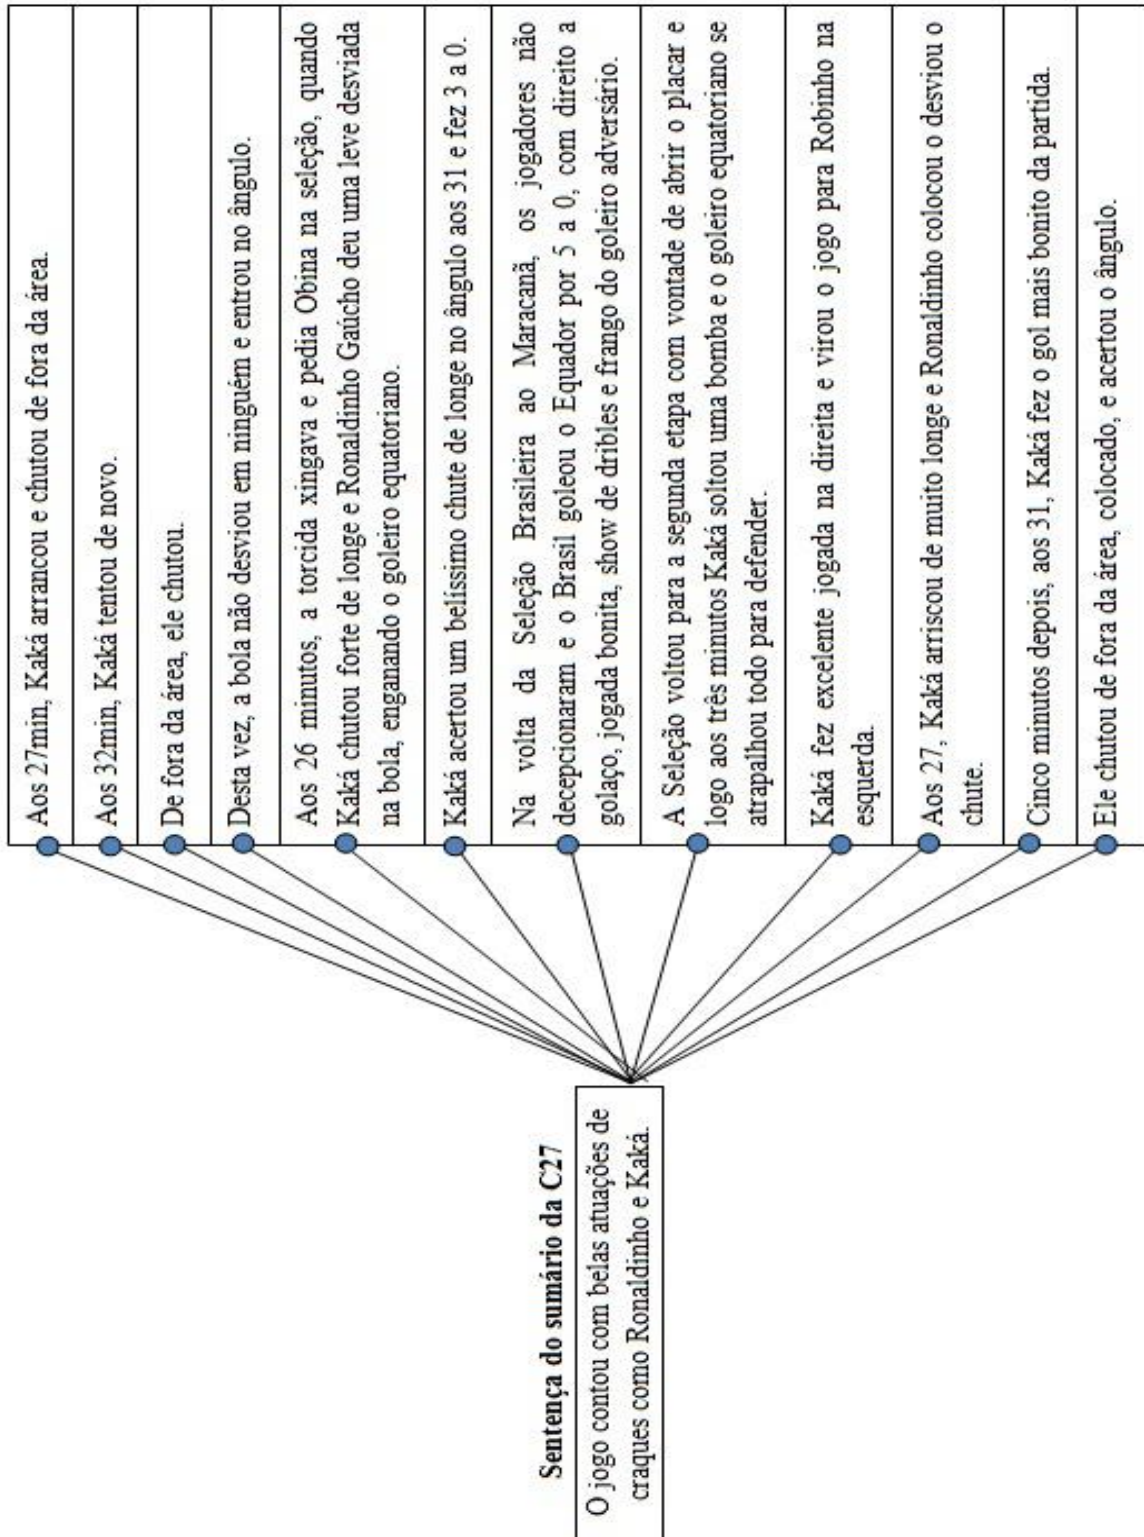 Sentença do sumário da C27
O jogo contou com belas atuações de
craques como Ronaldinho e Kaká.
Aos 27min, Kaká arrancou e chutou de fora da área.
Aos 32min, Kaká tentou de novo.
De fora da área, ele chutou.
Desta vez, a bola não desviou em ninguém e entrou no ângulo.
Aos 26 minutos, a torcida xingava e pedia Obina na seleção, quando
Kaká chutou forte de longe e Ronaldinho Gaúcho deu uma leve desviada
na bola, enganando o goleiro equatoriano.
Kaká acertou um belíssimo chute de longe no ângulo aos 31 e fez 3 a 0.
Na volta da Seleção Brasileira ao Maracanã, os jogadores não
decepcionaram e o Brasil goleou o Equador por 5 a 0, com direito a
golaço, jogada bonita, show de dribles e frango do goleiro adversário.
A Seleção voltou para a segunda etapa com vontade de abrir o placar e
logo aos três minutos Kaká soltou uma bomba e o goleiro equatoriano se
atrapalhou todo para defender.
Kaká fez excelente jogada na direita e virou o jogo para Robinho na
esquerda.
Aos 27, Kaká arriscou de muito longe e Ronaldinho colocou o desviou o
chute.
Cinco minutos depois, aos 31, Kaká fez o gol mais bonito da partida.
Ele chutou de fora da área, colocado, e acertou o ângulo.